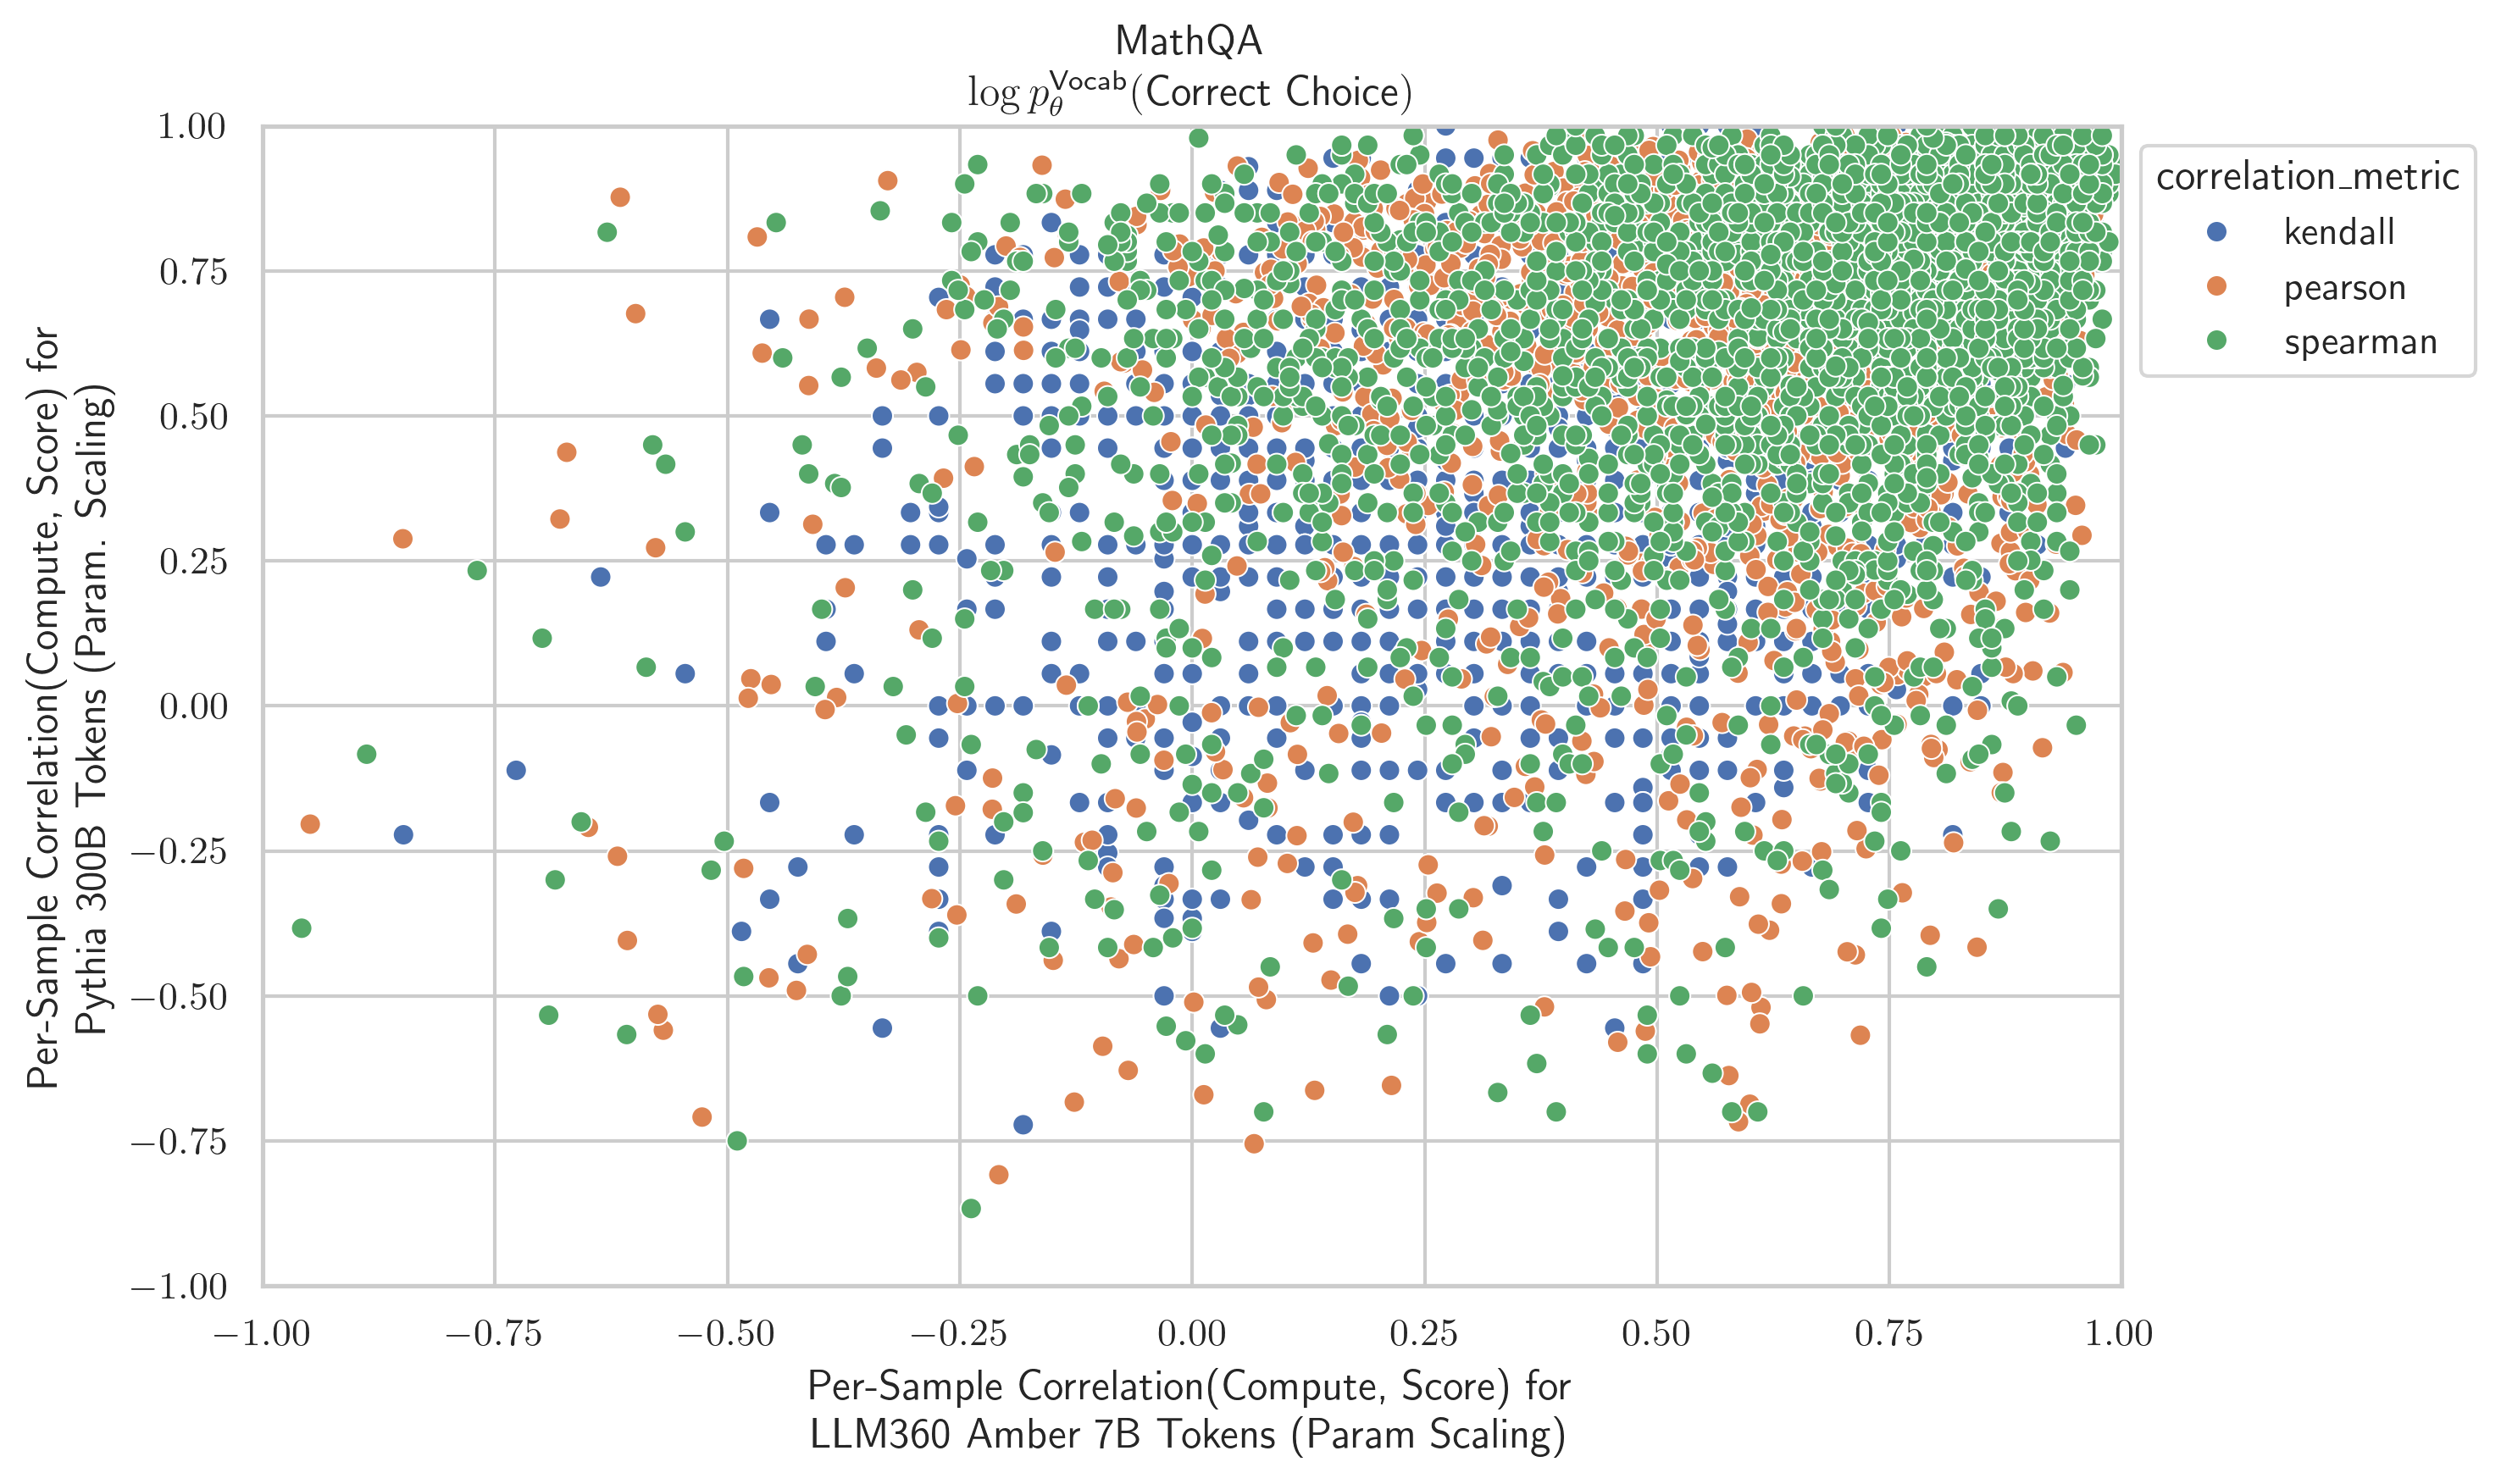 MathQA
log p_θ^Vocab(Correct Choice)
1.00
0.75
0.50
0.25
0.00
−0.25
−0.50
−0.75
−1.00
Per-Sample Correlation(Compute, Score) for
Pythia 300B Tokens (Param. Scaling)
−1.00
−0.75
−0.50
−0.25
0.00
0.25
0.50
0.75
1.00
Per-Sample Correlation(Compute, Score) for
LLM360 Amber 7B Tokens (Param Scaling)
correlation_metric
kendall
pearson
spearman